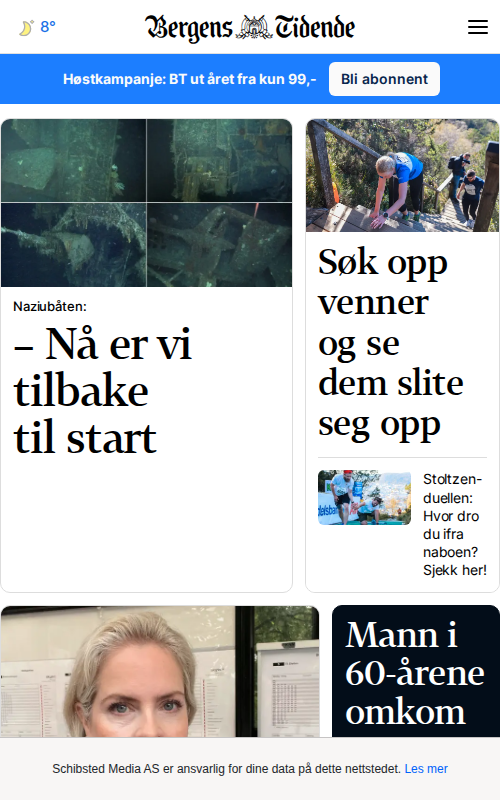 8°
Bergens Tidende
Høstkampanje: BT ut året fra kun 99,-
Bli abonnent
Naziubåten:
– Nå er vi
tilbake
til start
Søk opp
venner
og se
dem slite
seg opp
Stoltzen-
duellen:
Hvor dro
du ifra
naboen?
Sjekk her!
Mann i
60-årene
omkom
Schibsted Media AS er ansvarlig for dine data på dette nettstedet. Les mer